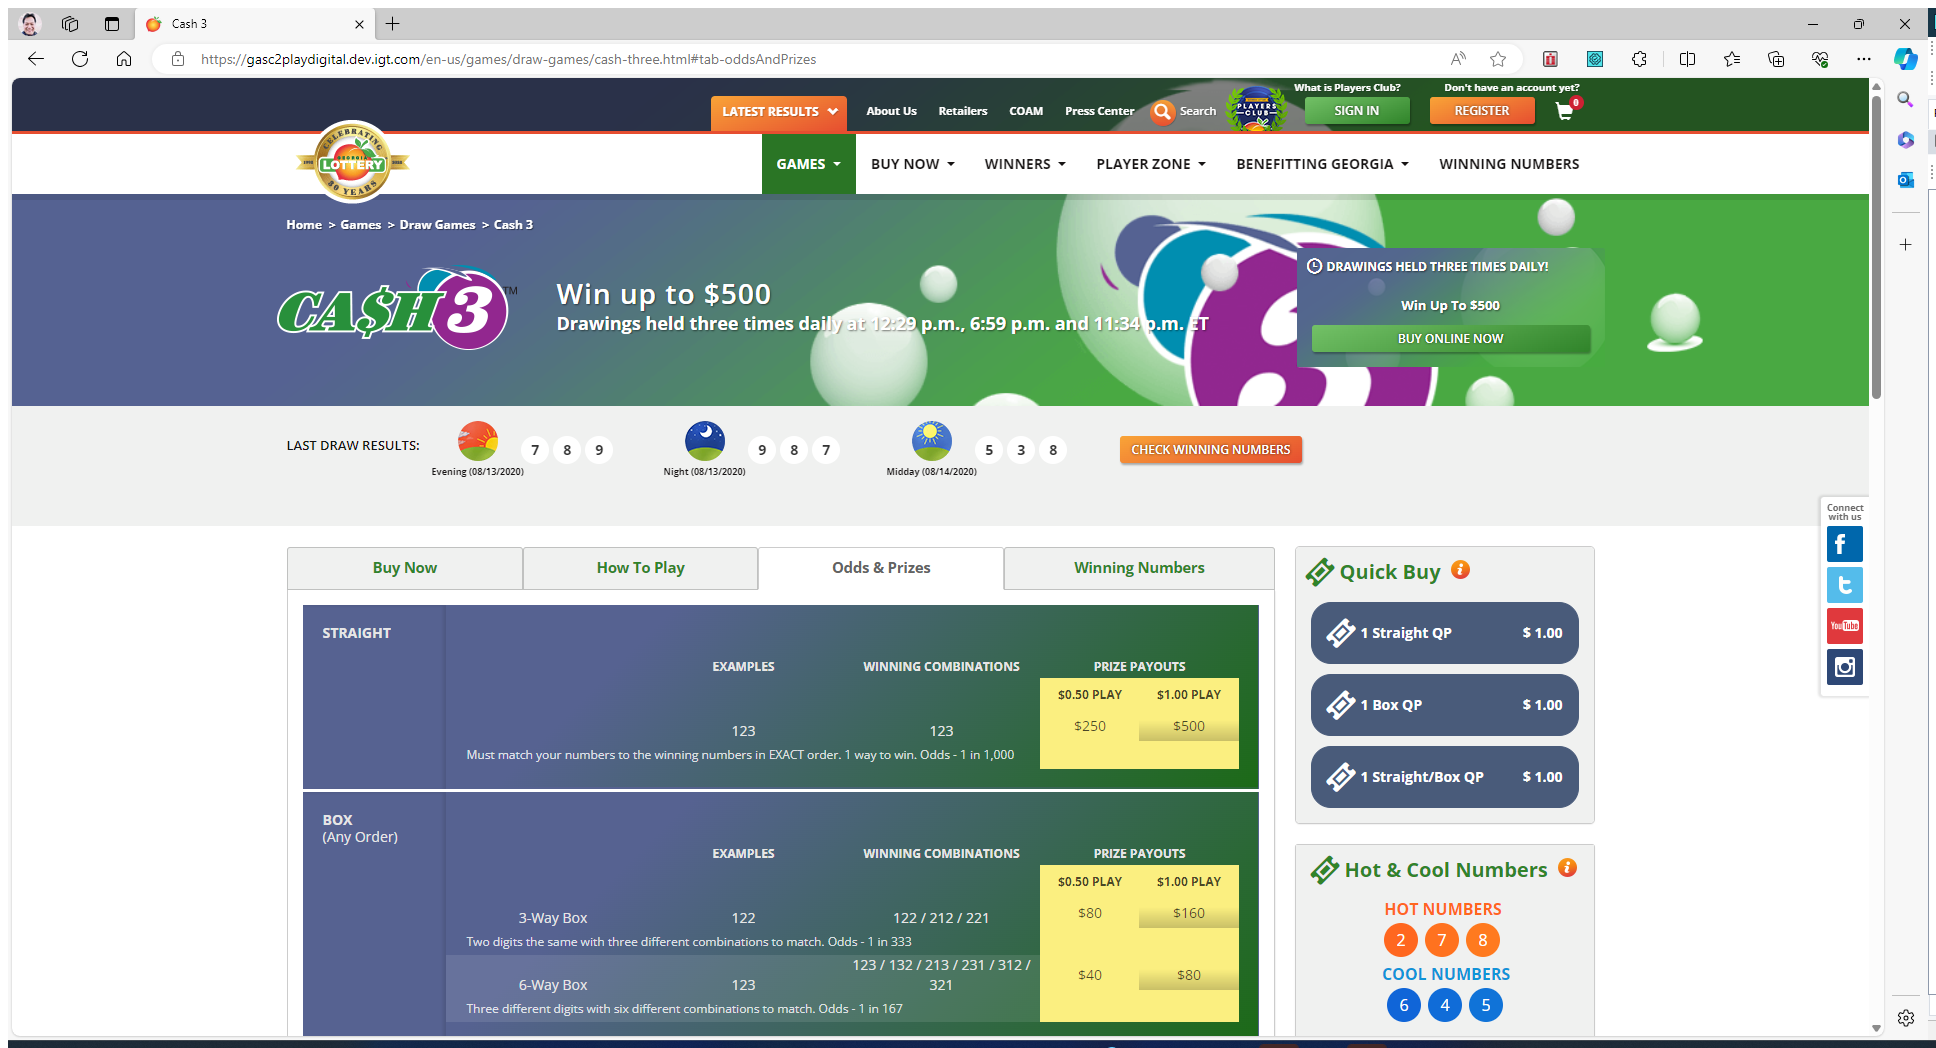 Cash 3
https://gasc2playdigital.dev.igt.com/en-us/games/draw-games/cash-three.html#tab-oddsAndPrizes
What is Players Club?
Don't have an account yet?
LATEST RESULTS
About Us
Retailers
COAM
Press Center
Search
PLAYERS
CLUB
SIGN IN
REGISTER
0
CELEBRATING
GEORGIA
LOTTERY
30 YEARS
GAMES
BUY NOW
WINNERS
PLAYER ZONE
BENEFITTING GEORGIA
WINNING NUMBERS
Home > Games > Draw Games > Cash 3
CA$H 3 TM
Win up to $500
Drawings held three times daily at 12:29 p.m., 6:59 p.m. and 11:34 p.m. ET
DRAWINGS HELD THREE TIMES DAILY!
Win Up To $500
BUY ONLINE NOW
LAST DRAW RESULTS:
Evening (08/13/2020)
7 8 9
Night (08/13/2020)
9 8 7
Midday (08/14/2020)
5 3 8
CHECK WINNING NUMBERS
Connect
with us
You Tube
Buy Now
How To Play
Odds & Prizes
Winning Numbers
STRAIGHT
EXAMPLES
WINNING COMBINATIONS
PRIZE PAYOUTS
$0.50 PLAY
$1.00 PLAY
123
123
$250
$500
Must match your numbers to the winning numbers in EXACT order. 1 way to win. Odds - 1 in 1,000
BOX
(Any Order)
EXAMPLES
WINNING COMBINATIONS
PRIZE PAYOUTS
$0.50 PLAY
$1.00 PLAY
3-Way Box
122
122 / 212 / 221
$80
$160
Two digits the same with three different combinations to match. Odds - 1 in 333
6-Way Box
123
123 / 132 / 213 / 231 / 312 /
321
$40
$80
Three different digits with six different combinations to match. Odds - 1 in 167
Quick Buy
1 Straight QP $ 1.00
1 Box QP $ 1.00
1 Straight/Box QP $ 1.00
Hot & Cool Numbers
HOT NUMBERS
2 7 8
COOL NUMBERS
6 4 5